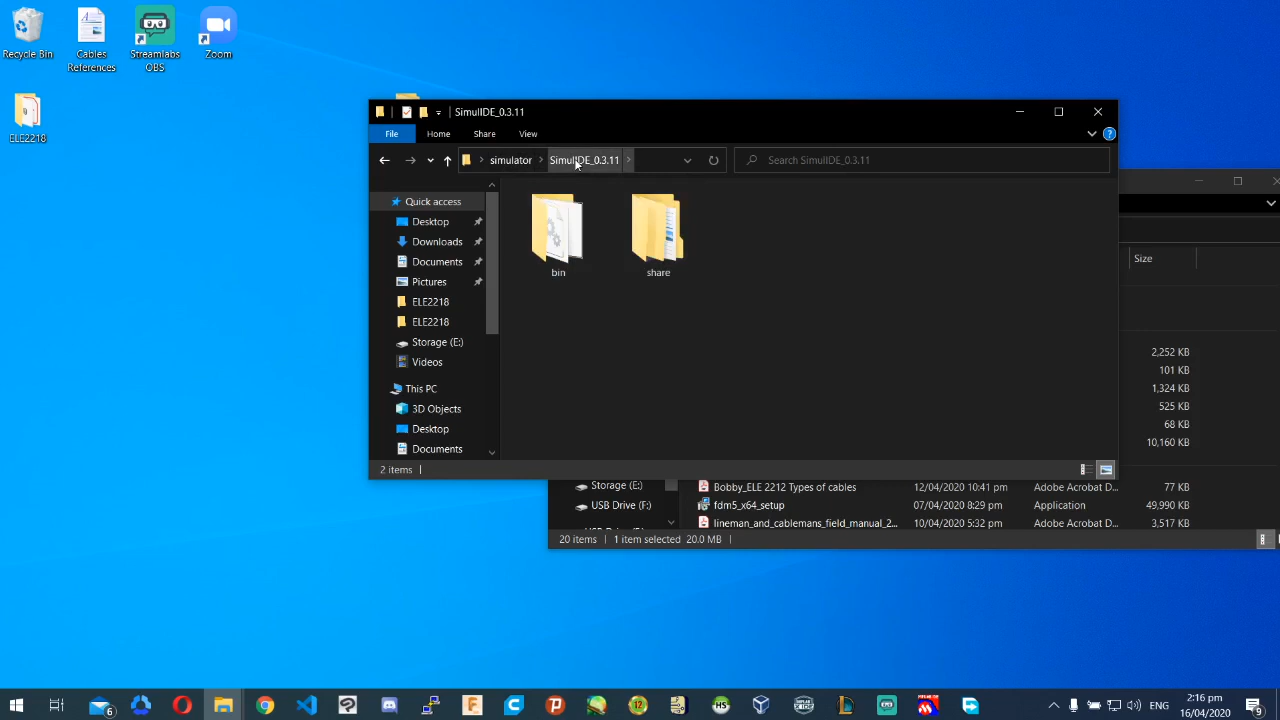 Recycle Bin
Cables
References
Streamlabs
OBS
Zoom
ELE2218
SimulIDE_0.3.11
File
Home
Share
View
simulator
SimulIDE_0.3.11
Search SimulIDE_0.3.11
Quick access
Desktop
Downloads
Documents
Pictures
ELE2218
ELE2218
Storage (E:)
Videos
This PC
3D Objects
Desktop
Documents
bin
share
2 items
Size
2,252 KB
101 KB
1,324 KB
525 KB
68 KB
10,160 KB
Storage (E:)
USB Drive (F:)
Bobby_ELE 2212 Types of cables 12/04/2020 10:41 pm Adobe Acrobat D... 77 KB
fdm5_x64_setup 07/04/2020 8:29 pm Application 49,990 KB
lineman_and_cablemans_field_manual_2... 10/04/2020 5:32 pm Adobe Acrobat D... 3,517 KB
20 items 1 item selected 20.0 MB
6
12
HS
ENG
2:16 pm
16/04/2020
9